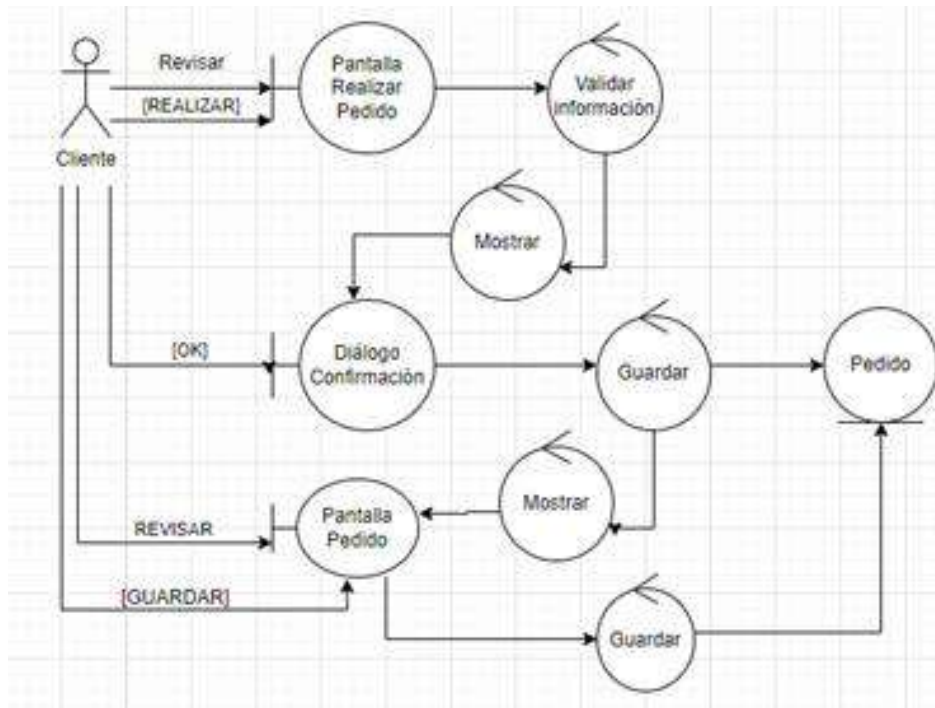 Revisar
[REALIZAR]
Cliente
Pantalla
Realizar
Pedido
Validar
información
Mostrar
[OK]
Diálogo
Confirmación
Guardar
Pedido
Mostrar
REVISAR
Pantalla
Pedido
[GUARDAR]
Guardar